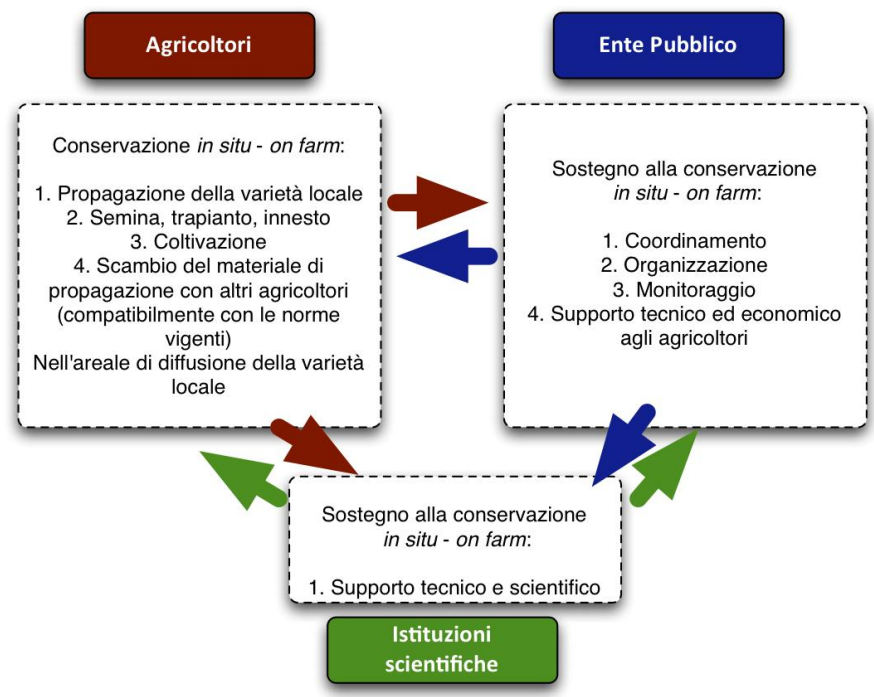 Agricoltori
Conservazione in situ - on farm:
1. Propagazione della varietà locale
2. Semina, trapianto, innesto
3. Coltivazione
4. Scambio del materiale di
propagazione con altri agricoltori
(compatibilmente con le norme
vigenti)
Nell'areale di diffusione della varietà
locale
Ente Pubblico
Sostegno alla conservazione
in situ - on farm:
1. Coordinamento
2. Organizzazione
3. Monitoraggio
4. Supporto tecnico ed economico
agli agricoltori
Sostegno alla conservazione
in situ - on farm:
1. Supporto tecnico e scientifico
Istituzioni
scientifiche